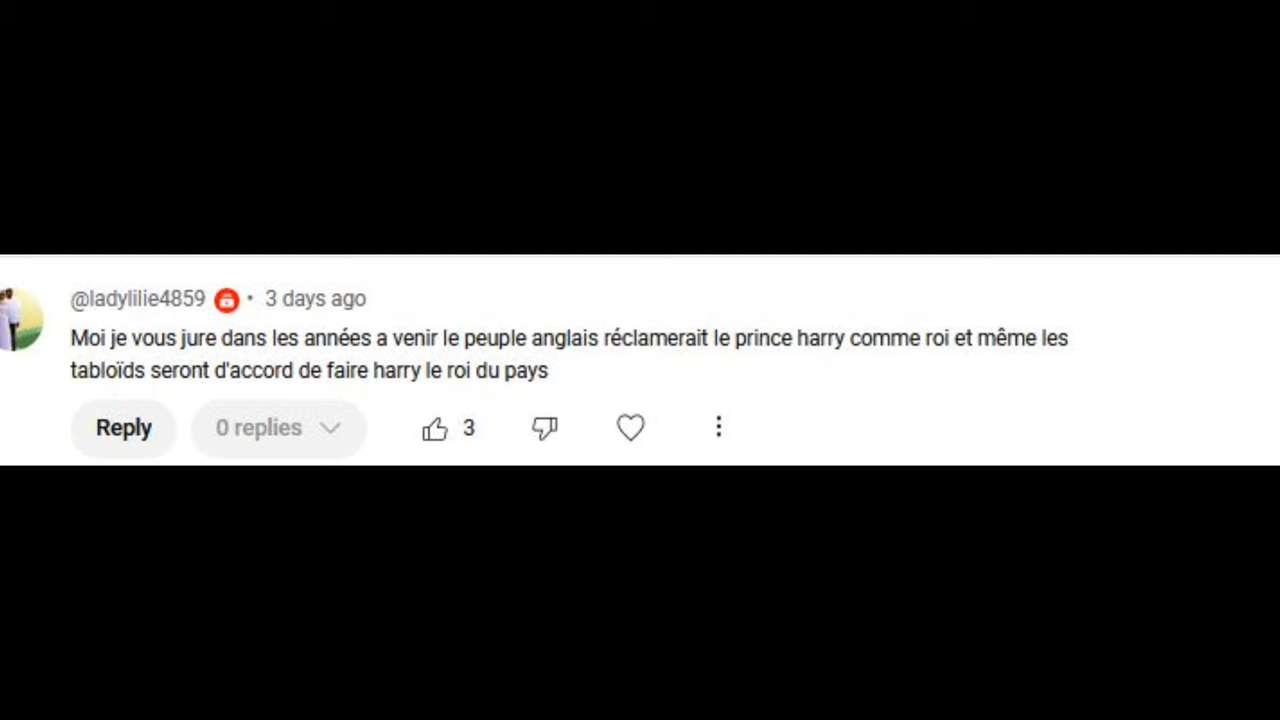 @ladylilie4859 • 3 days ago
Moi je vous jure dans les années a venir le peuple anglais réclamerait le prince harry comme roi et même les
tabloïds seront d'accord de faire harry le roi du pays
Reply 0 replies 3